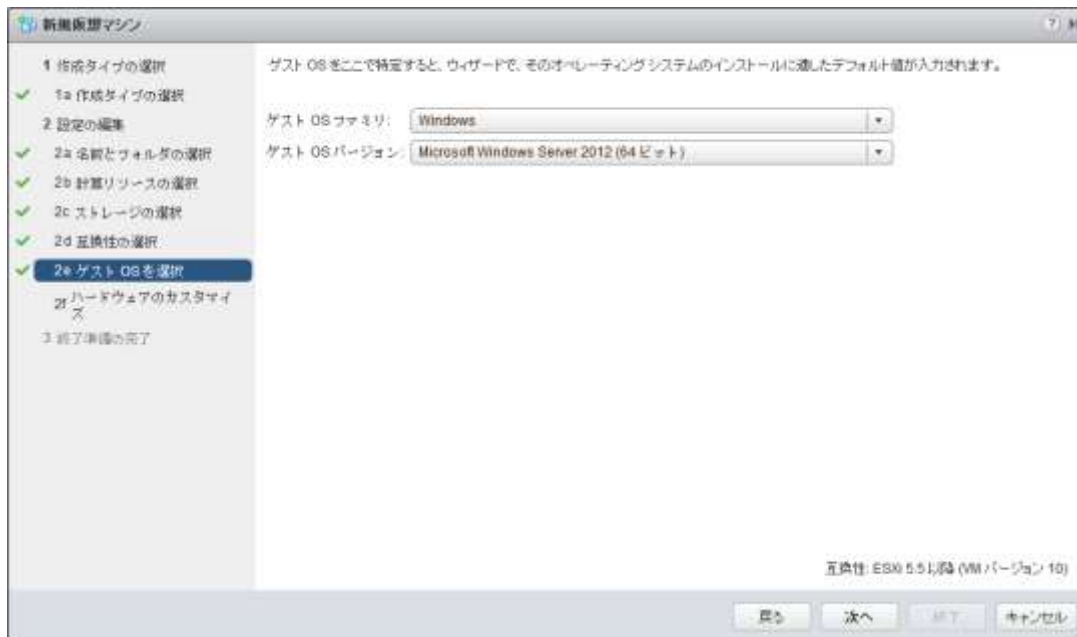 新規仮想マシン
?
1 作成タイプの選択
1a 作成タイプの選択
2 設定の編集
2a 名前とフォルダの選択
2b 計算リソースの選択
2c ストレージの選択
2d 互換性の選択
2e ゲスト OS を選択
2f ハードウェアのカスタマイ
ズ
3 終了準備の完了
ゲスト OS をここで特定すると、ウィザードで、そのオペレーティング システムのインストールに適したデフォルト値が入力されます。
ゲスト OS ファミリ: Windows
ゲスト OS バージョン: Microsoft Windows Server 2012 (64 ビット)
互換性: ESXi 5.5 以降 (VM バージョン 10)
戻る 次へ 終了 キャンセル